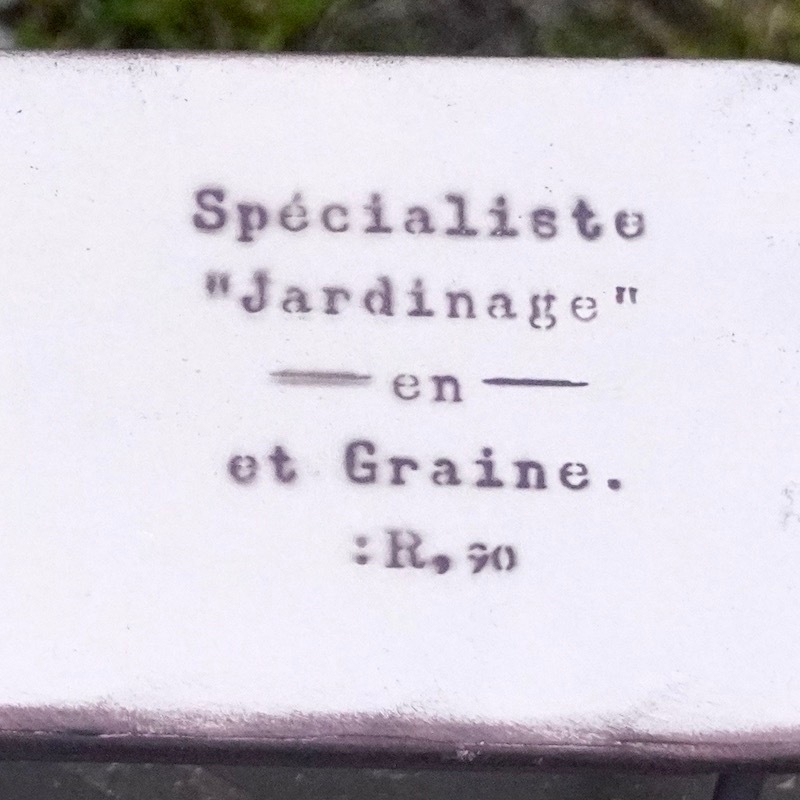 Spécialiste
"Jardinage"
— en —
et Graine.
:R, 90